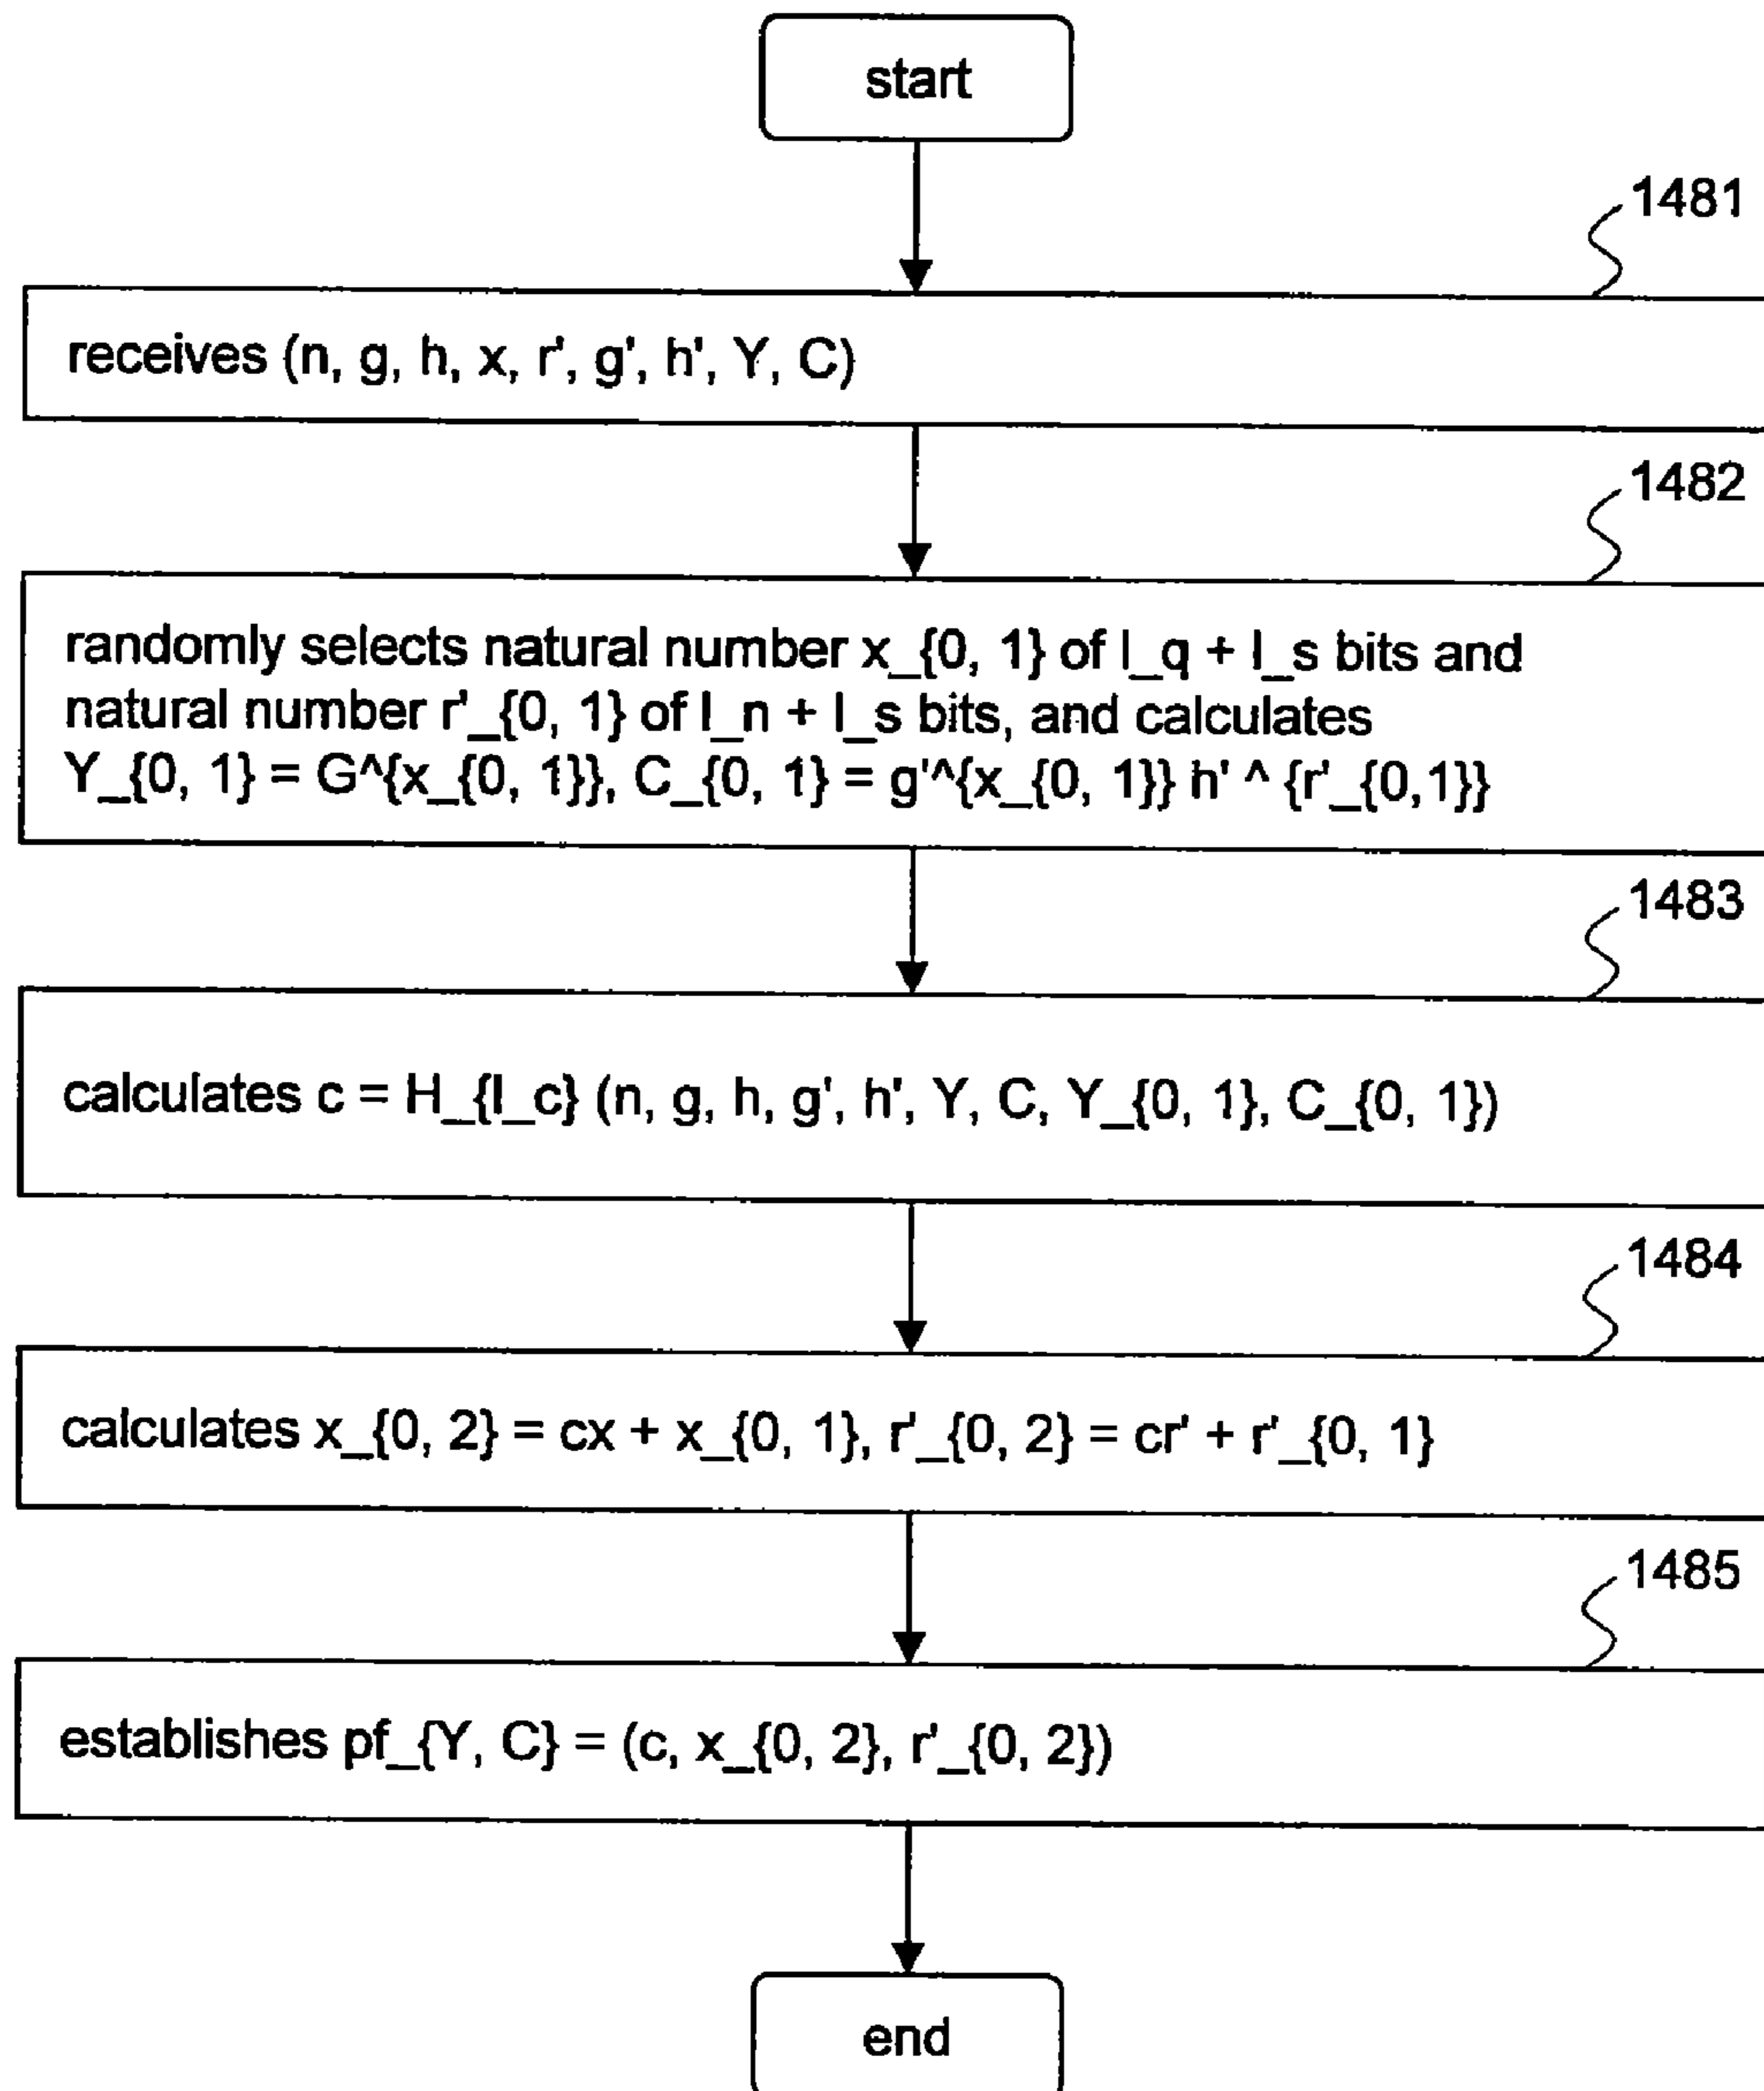 start
1481
receives (n, g, h, x, r', g', h', Y, C)
1482
randomly selects natural number x_{0, 1} of l_q + l_s bits and
natural number r'_{0, 1} of l_n + l_s bits, and calculates
Y_{0, 1} = G^{x_{0, 1}}, C_{0, 1} = g'^{x_{0, 1}} h' ^ {r'_{0,1}}
1483
calculates c = H_{l_c} (n, g, h, g', h', Y, C, Y_{0, 1}, C_{0, 1})
1484
calculates x_{0, 2} = cx + x_{0, 1}, r'_{0, 2} = cr' + r'_{0, 1}
1485
establishes pf_{Y, C} = (c, x_{0, 2}, r'_{0, 2})
end